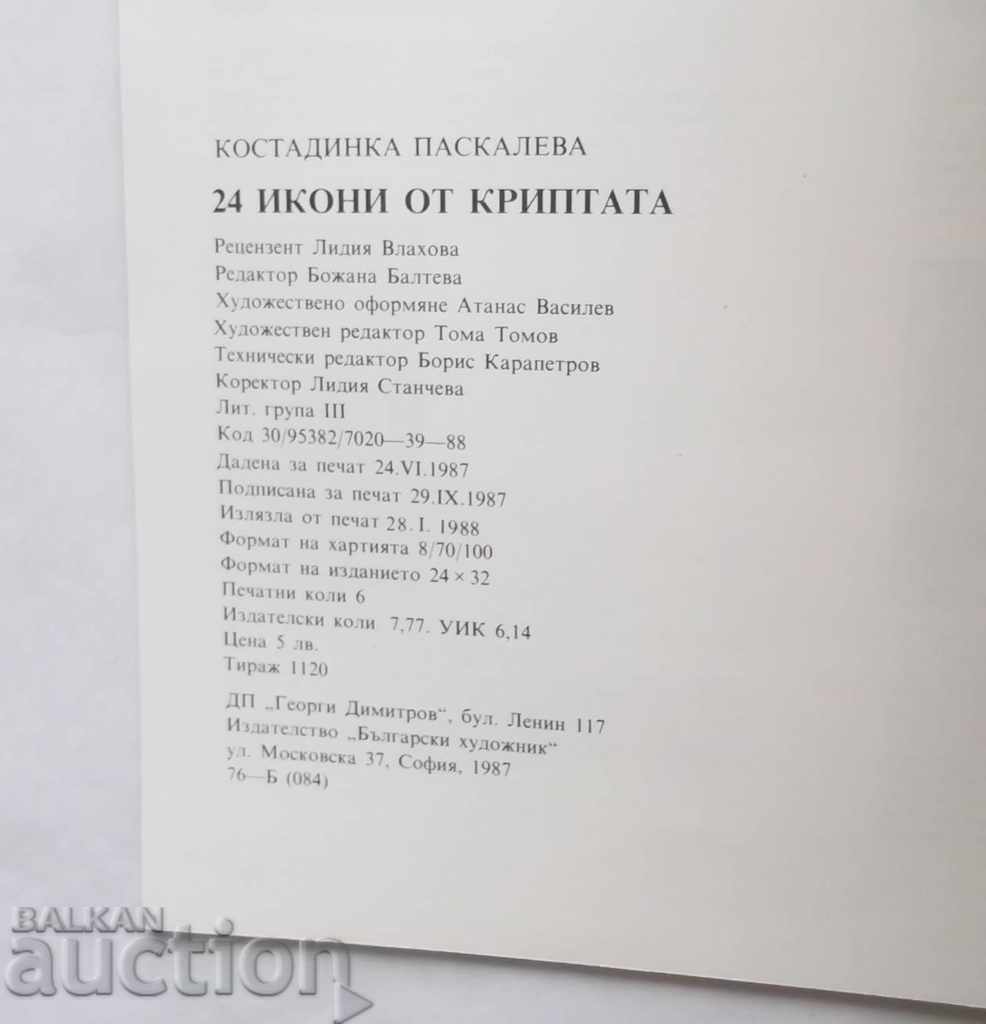 КОСТАДИНКА ПАСКАЛЕВА
24 ИКОНИ ОТ КРИПТАТА
Рецензент Лидия Влахова
Редактор Божана Балтева
Художествено оформяне Атанас Василев
Художествен редактор Тома Томов
Технически редактор Борис Карапетров
Коректор Лидия Станчева
Лит. група III
Код 30/95382/7020—39—88
Дадена за печат 24.VI.1987
Подписана за печат 29.IX.1987
Излязла от печат 28.I. 1988
Формат на хартията 8/70/100
Формат на изданието 24 × 32
Печатни коли 6
Издателски коли 7,77. УИК 6,14
Цена 5 лв.
Тираж 1120
ДП „Георги Димитров“, бул. Ленин 117
Издателство „Български художник“
ул. Московска 37, София, 1987
76—Б (084)
BALKAN
auction